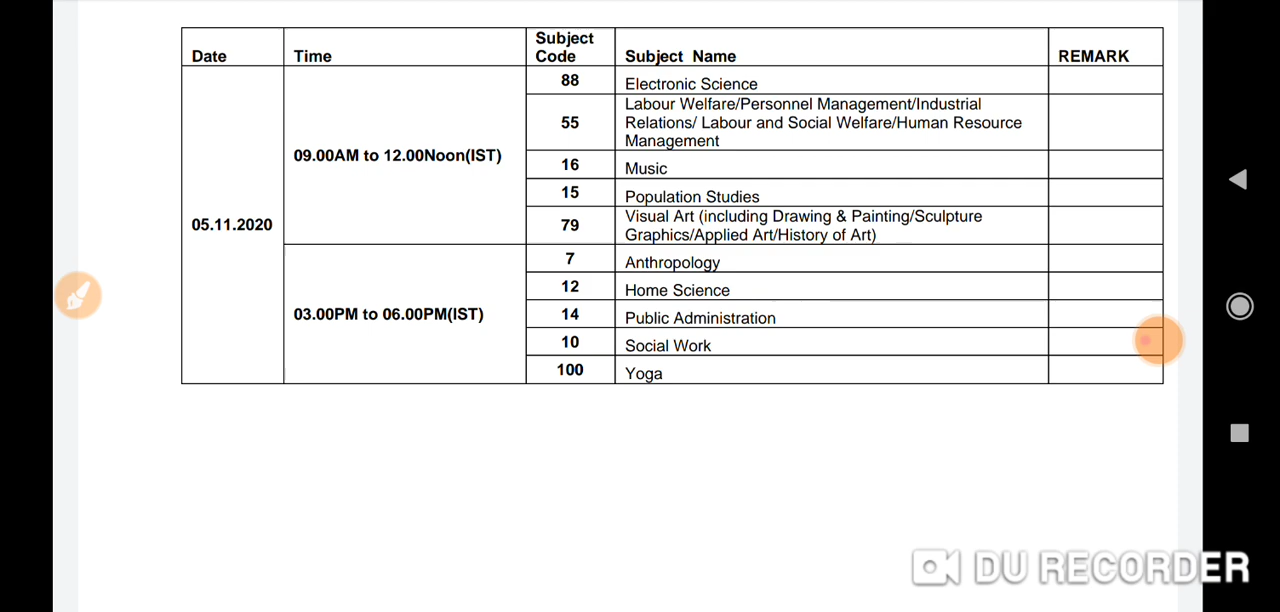 Date Time Subject Code Subject Name REMARK
05.11.2020
09.00AM to 12.00Noon(IST)
88 Electronic Science
55 Labour Welfare/Personnel Management/Industrial
Relations/ Labour and Social Welfare/Human Resource
Management
16 Music
15 Population Studies
79 Visual Art (including Drawing & Painting/Sculpture
Graphics/Applied Art/History of Art)
03.00PM to 06.00PM(IST)
7 Anthropology
12 Home Science
14 Public Administration
10 Social Work
100 Yoga
DU RECORDER